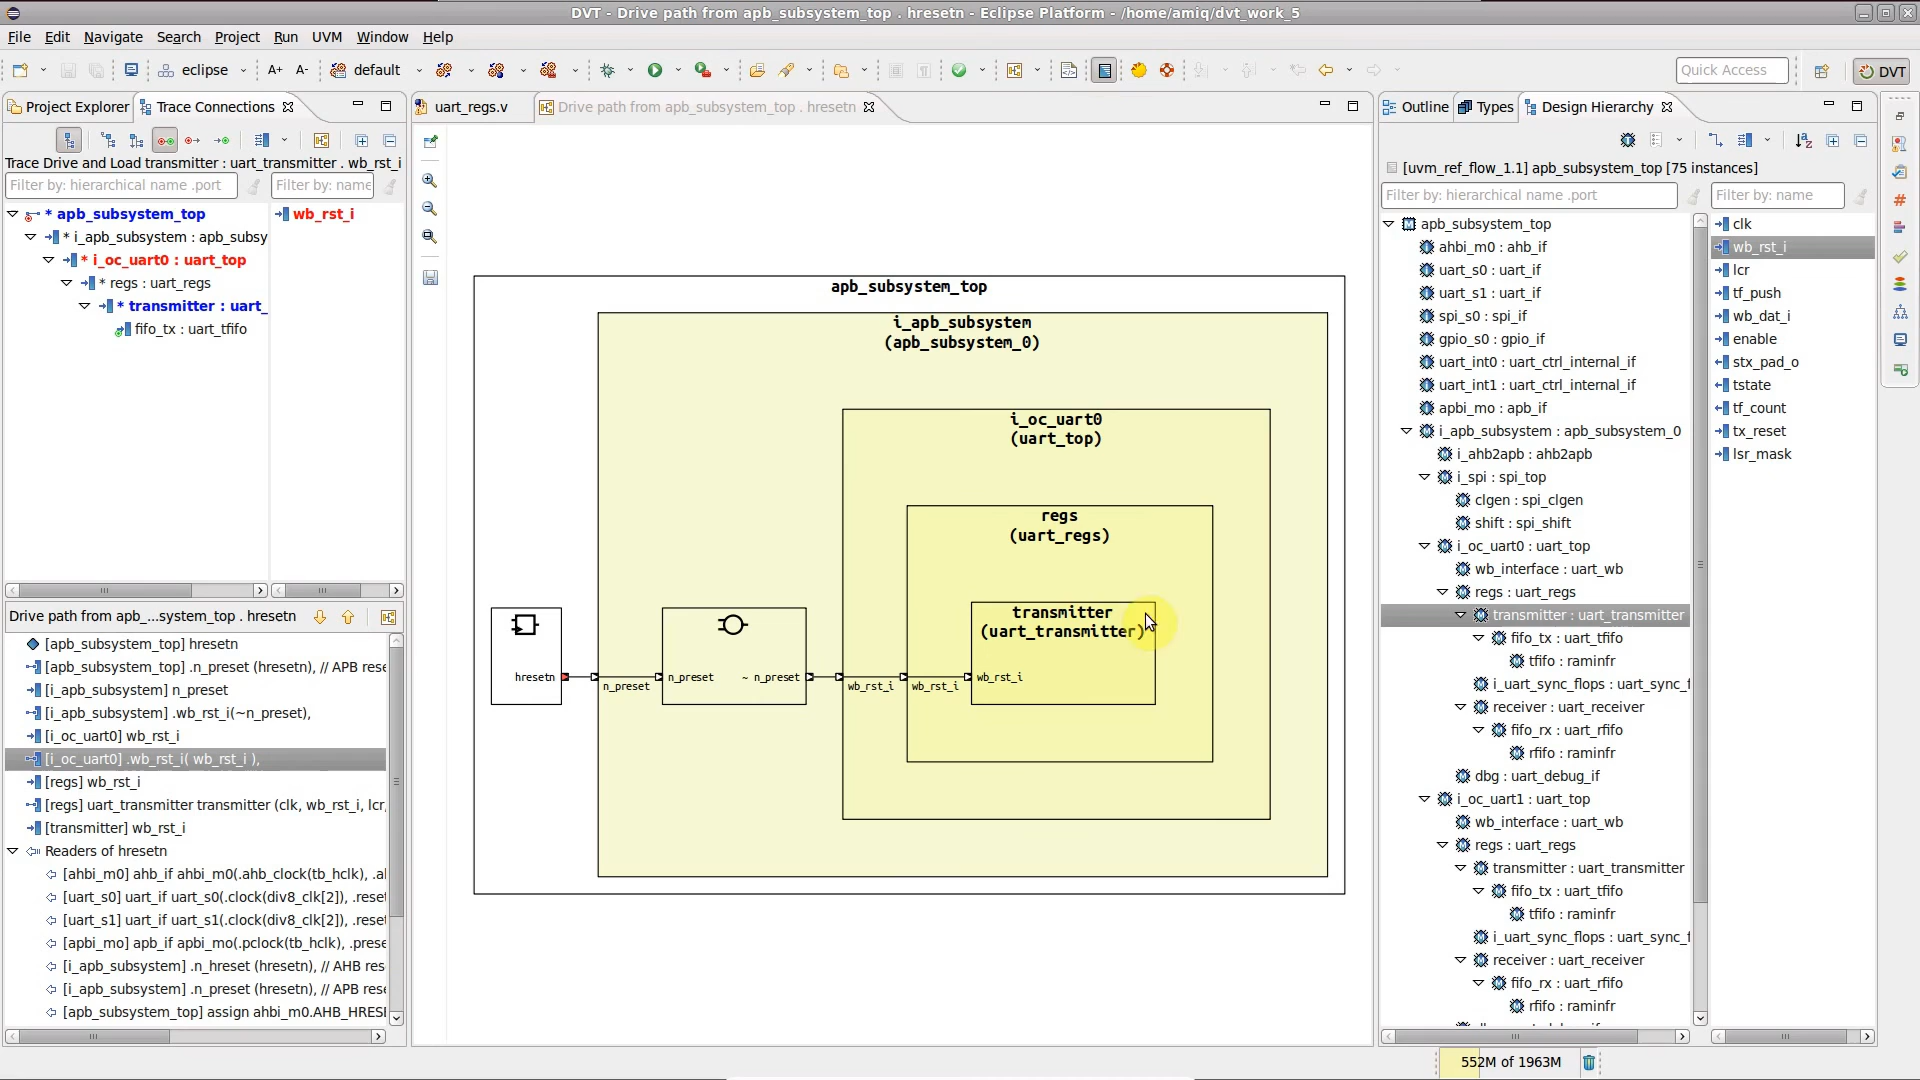 DVT - Drive path from apb_subsystem_top . hresetn - Eclipse Platform - /home/amiq/dvt_work_5
File Edit Navigate Search Project Run UVM Window Help
eclipse A+ A- default Quick Access DVT
Project Explorer Trace Connections
Trace Drive and Load transmitter : uart_transmitter . wb_rst_i
Filter by: hierarchical name .port Filter by: name
* apb_subsystem_top
* i_apb_subsystem : apb_subsy
* i_oc_uart0 : uart_top
* regs : uart_regs
* transmitter : uart_
fifo_tx : uart_tfifo
wb_rst_i
Drive path from apb_...system_top . hresetn
[apb_subsystem_top] hresetn
[apb_subsystem_top] .n_preset (hresetn), // APB rese
[i_apb_subsystem] n_preset
[i_apb_subsystem] .wb_rst_i(~n_preset),
[i_oc_uart0] wb_rst_i
[i_oc_uart0] .wb_rst_i( wb_rst_i ),
[regs] wb_rst_i
[regs] uart_transmitter transmitter (clk, wb_rst_i, lcr,
[transmitter] wb_rst_i
Readers of hresetn
[ahbi_m0] ahb_if ahbi_m0(.ahb_clock(tb_hclk), .a
[uart_s0] uart_if uart_s0(.clock(div8_clk[2]), .reset
[uart_s1] uart_if uart_s1(.clock(div8_clk[2]), .reset
[apbi_mo] apb_if apbi_mo(.pclock(tb_hclk), .prese
[i_apb_subsystem] .n_hreset (hresetn), // AHB res
[i_apb_subsystem] .n_preset (hresetn), // APB rese
[apb_subsystem_top] assign ahbi_m0.AHB_HRESE
uart_regs.v Drive path from apb_subsystem_top . hresetn
apb_subsystem_top
i_apb_subsystem
(apb_subsystem_0)
i_oc_uart0
(uart_top)
regs
(uart_regs)
transmitter
(uart_transmitter)
hresetn n_preset n_preset ~ n_preset wb_rst_i wb_rst_i wb_rst_i
Outline Types Design Hierarchy
[uvm_ref_flow_1.1] apb_subsystem_top [75 instances]
Filter by: hierarchical name .port Filter by: name
apb_subsystem_top
ahbi_m0 : ahb_if
uart_s0 : uart_if
uart_s1 : uart_if
spi_s0 : spi_if
gpio_s0 : gpio_if
uart_int0 : uart_ctrl_internal_if
uart_int1 : uart_ctrl_internal_if
apbi_mo : apb_if
i_apb_subsystem : apb_subsystem_0
i_ahb2apb : ahb2apb
i_spi : spi_top
clgen : spi_clgen
shift : spi_shift
i_oc_uart0 : uart_top
wb_interface : uart_wb
regs : uart_regs
transmitter : uart_transmitter
fifo_tx : uart_tfifo
tfifo : raminfr
i_uart_sync_flops : uart_sync_f
receiver : uart_receiver
fifo_rx : uart_rfifo
rfifo : raminfr
dbg : uart_debug_if
i_oc_uart1 : uart_top
wb_interface : uart_wb
regs : uart_regs
transmitter : uart_transmitter
fifo_tx : uart_tfifo
tfifo : raminfr
i_uart_sync_flops : uart_sync_f
receiver : uart_receiver
fifo_rx : uart_rfifo
rfifo : raminfr
clk
wb_rst_i
lcr
tf_push
wb_dat_i
enable
stx_pad_o
tstate
tf_count
tx_reset
lsr_mask
552M of 1963M